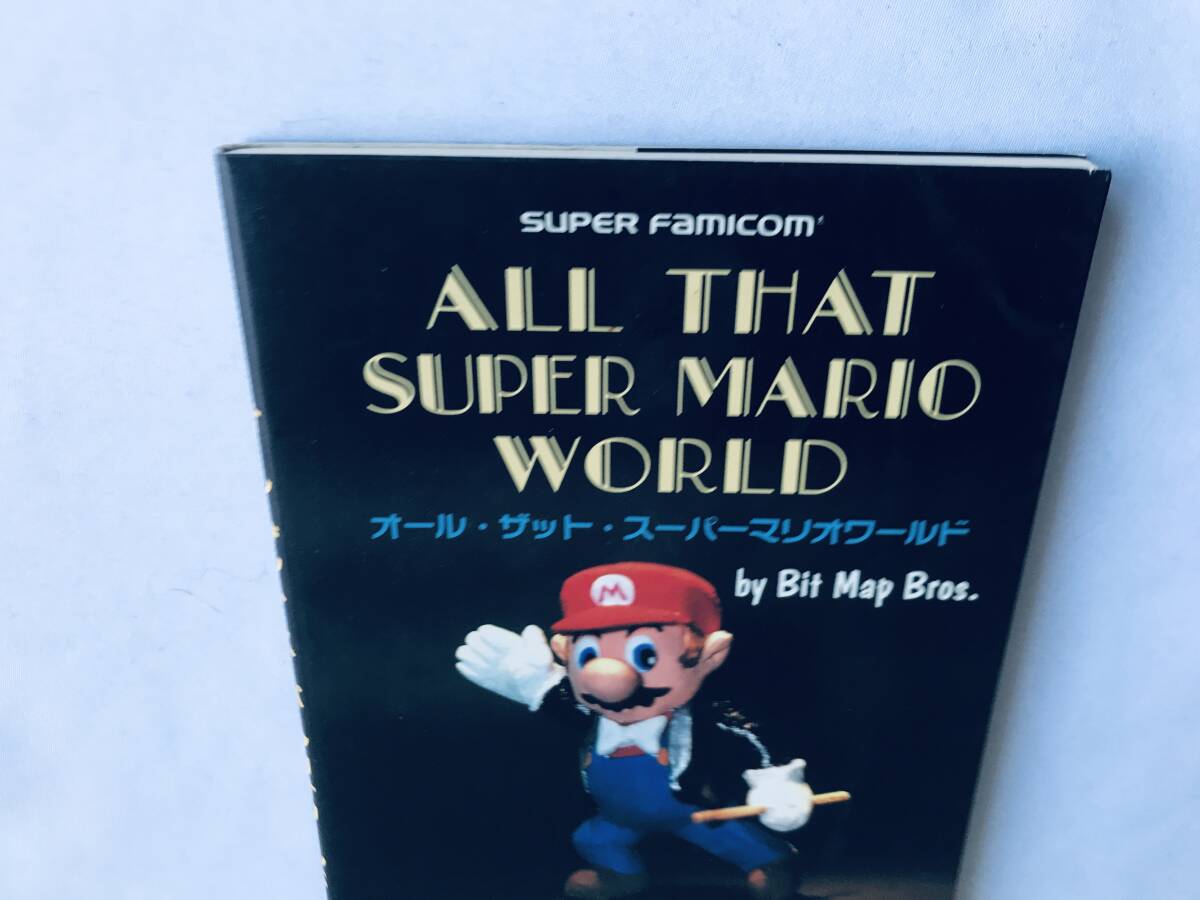 SUPER FAMICOM
ALL THAT
SUPER MARIO
WORLD
オール・ザット・スーパーマリオワールド
by Bit Map Bros.
M